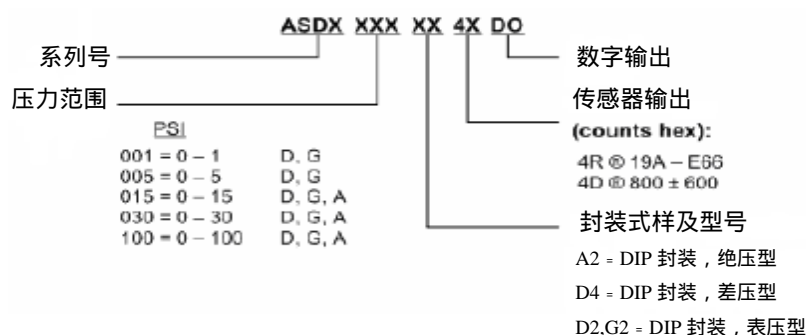 ASDX XXX XX 4X DO
系列号
压力范围
PSI
001 = 0 – 1 D, G
005 = 0 – 5 D, G
015 = 0 – 15 D, G, A
030 = 0 – 30 D, G, A
100 = 0 – 100 D, G, A
数字输出
传感器输出
(counts hex):
4R ® 19A – E66
4D ® 800 ± 600
封装式样及型号
A2 = DIP 封装，绝压型
D4 = DIP 封装，差压型
D2,G2 = DIP 封装，表压型